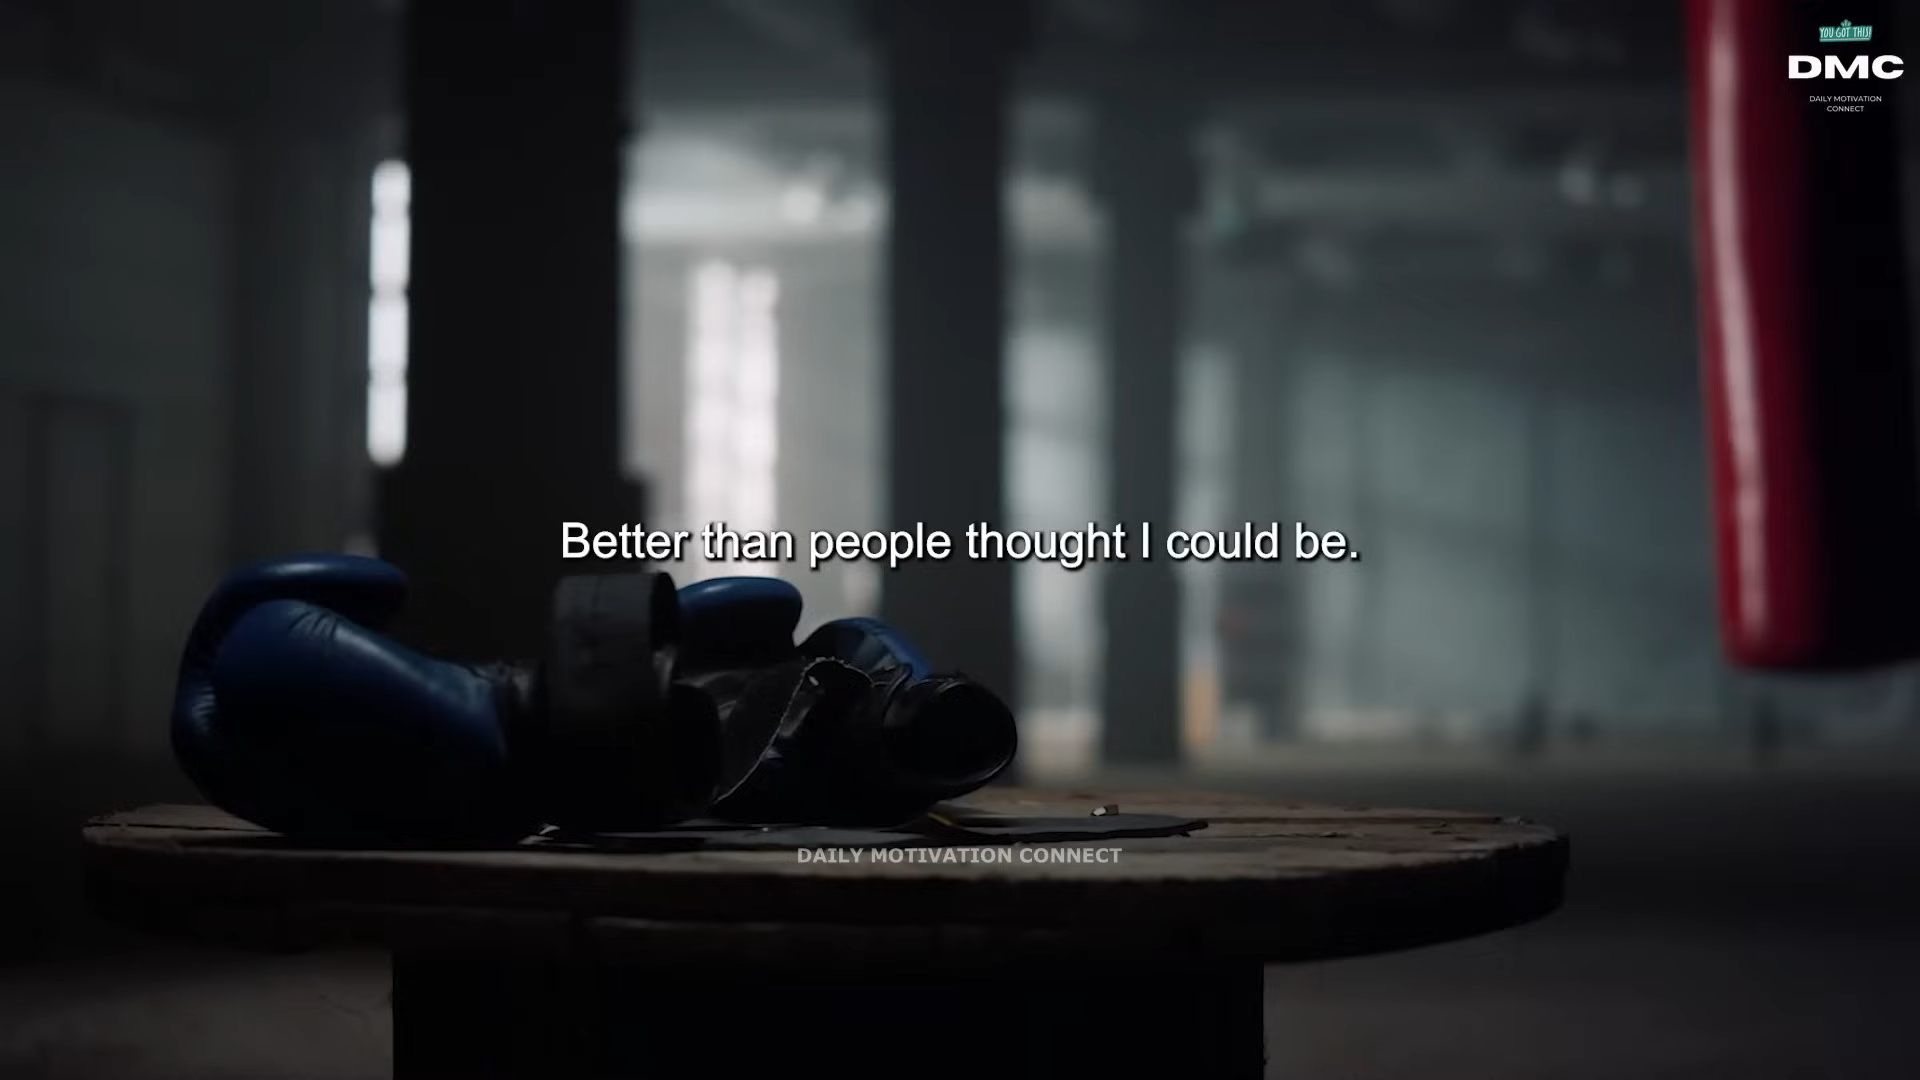 YOU GOT THIS!
DMC
DAILY MOTIVATION
CONNECT
Better than people thought I could be.
DAILY MOTIVATION CONNECT